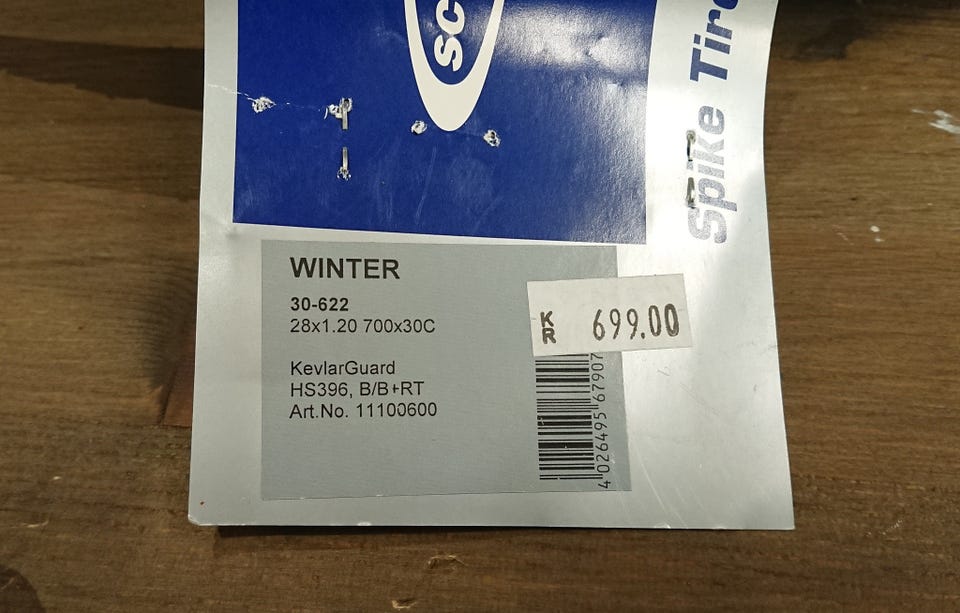 SC
Spike Tire
WINTER
30-622
28x1.20 700x30C
KR 699.00
KevlarGuard
HS396, B/B+RT
Art.No. 11100600
4 026495 67907